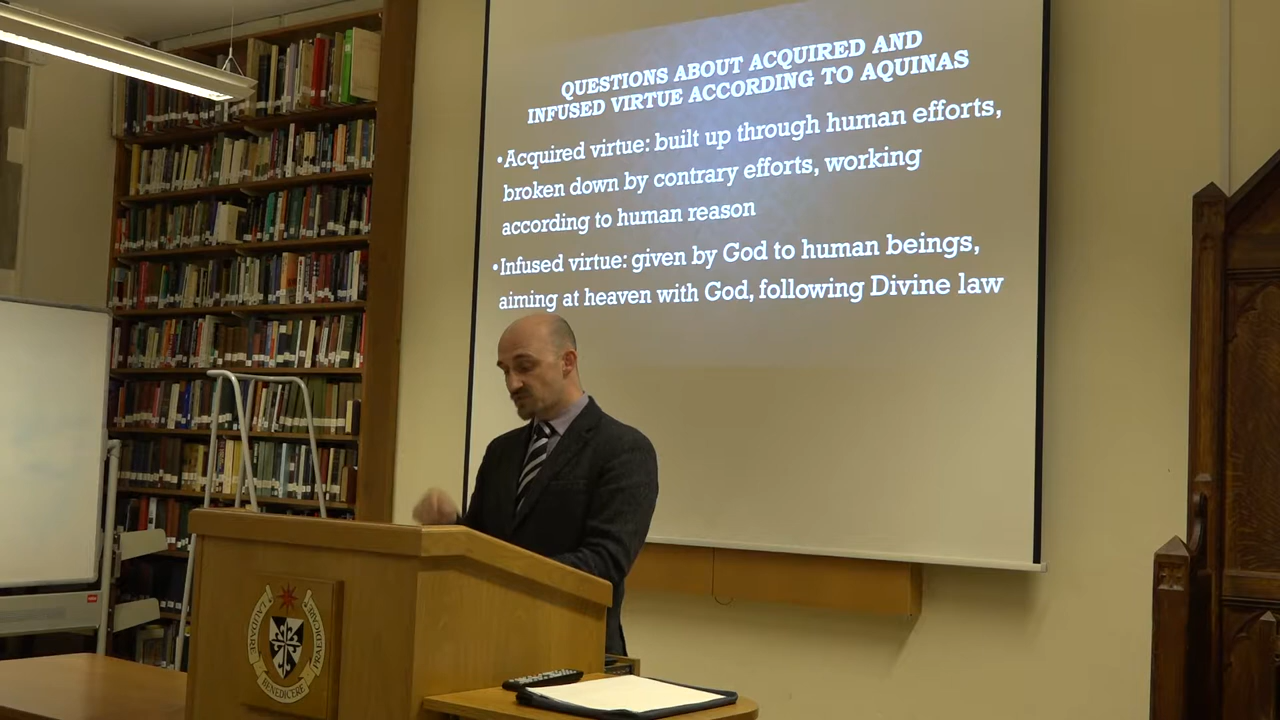 QUESTIONS ABOUT ACQUIRED AND
INFUSED VIRTUE ACCORDING TO AQUINAS
•Acquired virtue: built up through human efforts,
broken down by contrary efforts, working
according to human reason
•Infused virtue: given by God to human beings,
aiming at heaven with God, following Divine law
LAUDARE
BENEDICERE
PRAEDICARE